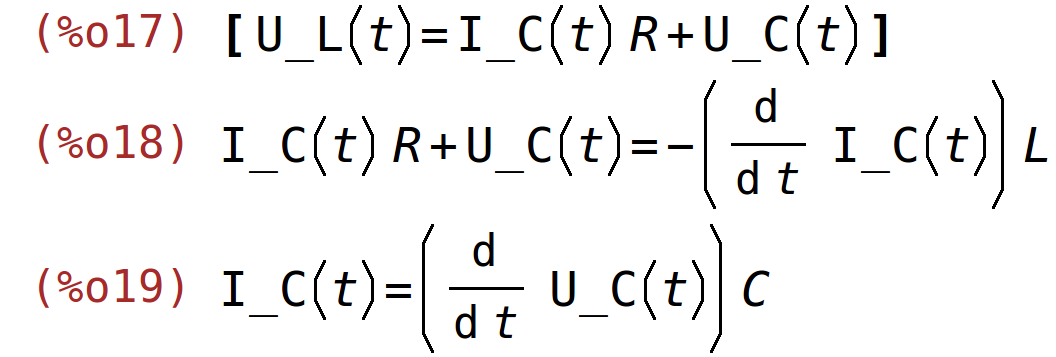 (%o17) [U_L(t)=I_C(t) R+U_C(t)]
(%o18) I_C(t) R+U_C(t)=-(d/dt I_C(t)) L
(%o19) I_C(t)=(d/dt U_C(t)) C